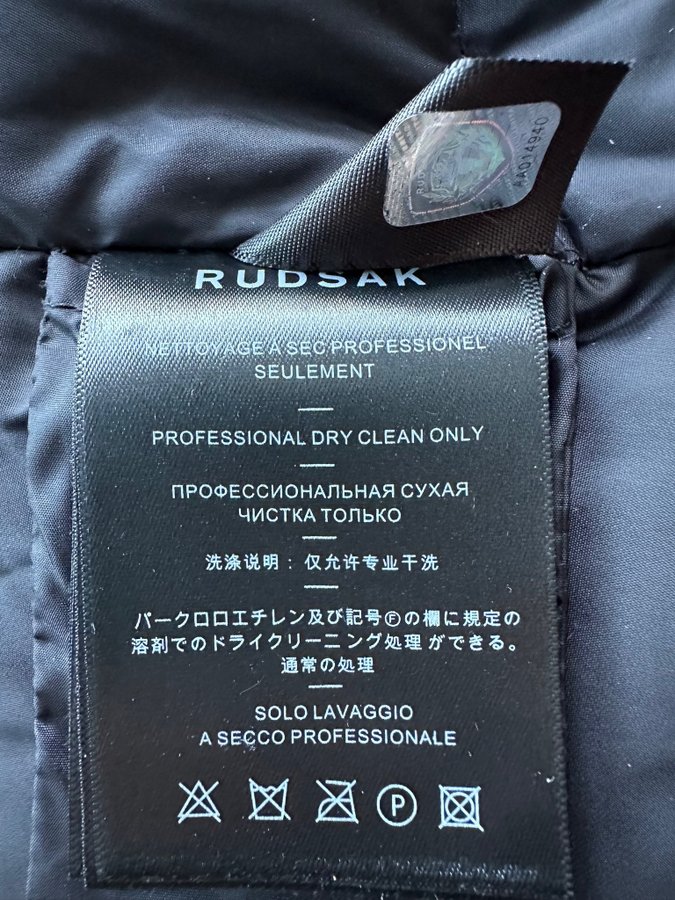 AA014940
RUDSAK
NETTOYAGE A SEC PROFESSIONEL
SEULEMENT
PROFESSIONAL DRY CLEAN ONLY
ПРОФЕССИОНАЛЬНАЯ СУХАЯ
ЧИСТКА ТОЛЬКО
洗涤说明：仅允许专业干洗
パークロロエチレン及び記号Ⓕの欄に規定の
溶剤でのドライクリーニング処理ができる。
通常の処理
SOLO LAVAGGIO
A SECCO PROFESSIONALE
P